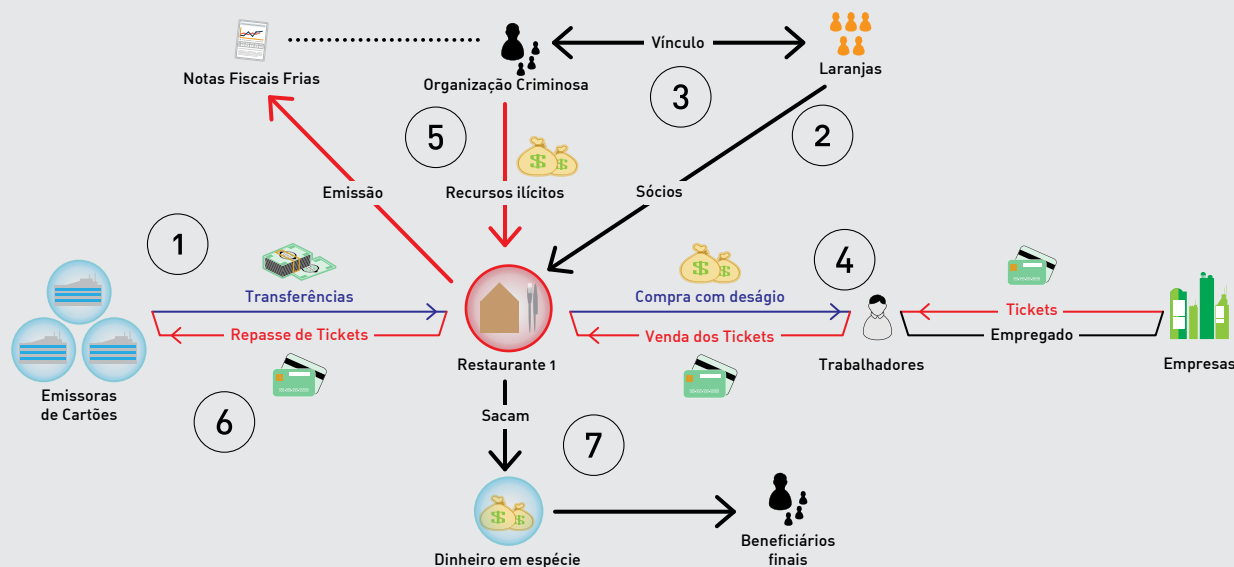 Notas Fiscais Frias
Organização Criminosa
Vínculo
Laranjas
3
2
5
Emissão
Recursos ilícitos
Sócios
1
4
Transferências
Compra com deságio
Tickets
Repasse de Tickets
Venda dos Tickets
Empregado
Restaurante 1
Trabalhadores
Empresas
Emissoras
de Cartões
6
Sacam
7
Dinheiro em espécie
Beneficiários
finais